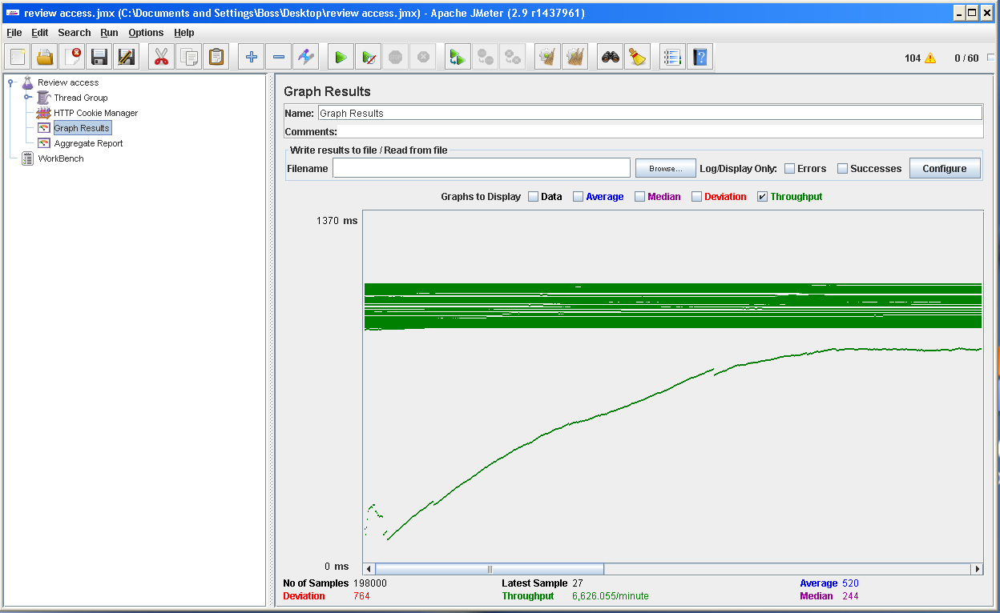 review access.jmx (C:\Documents and Settings\Boss\Desktop\review access.jmx) - Apache JMeter (2.9 r1437961)
File Edit Search Run Options Help
104 0 / 60
Review access
Thread Group
HTTP Cookie Manager
Graph Results
Aggregate Report
WorkBench
Graph Results
Name: Graph Results
Comments:
Write results to file / Read from file
Filename Browse... Log/Display Only: Errors Successes Configure
Graphs to Display Data Average Median Deviation Throughput
1370 ms
0 ms
No of Samples 198000 Latest Sample 27 Average 520
Deviation 764 Throughput 6,626.055/minute Median 244